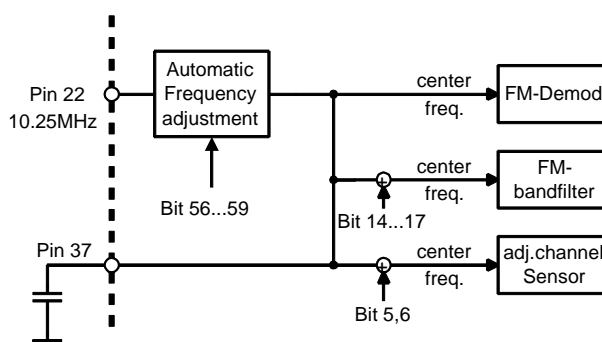 Pin 22
10.25MHz
Automatic
Frequency
adjustment
center
freq.
FM-Demod
center
freq.
FM-
bandfilter
Bit 56...59
Bit 14...17
Pin 37
center
freq.
adj.channel
Sensor
Bit 5,6